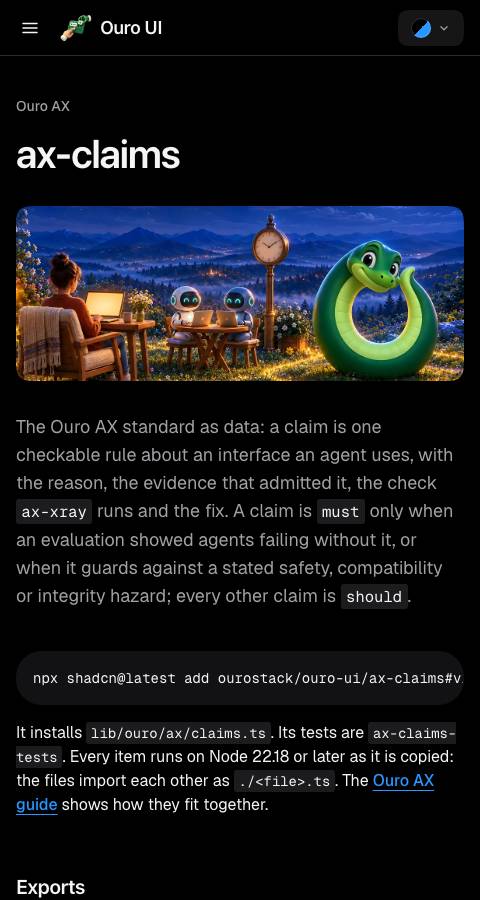 Ouro UI
Ouro AX
ax-claims
The Ouro AX standard as data: a claim is one
checkable rule about an interface an agent uses, with
the reason, the evidence that admitted it, the check
ax-xray runs and the fix. A claim is must only when
an evaluation showed agents failing without it, or
when it guards against a stated safety, compatibility
or integrity hazard; every other claim is should.
npx shadcn@latest add ourostack/ouro-ui/ax-claims#v
It installs lib/ouro/ax/claims.ts. Its tests are ax-claims-
tests. Every item runs on Node 22.18 or later as it is copied:
the files import each other as ./<file>.ts. The Ouro AX
guide shows how they fit together.
Exports